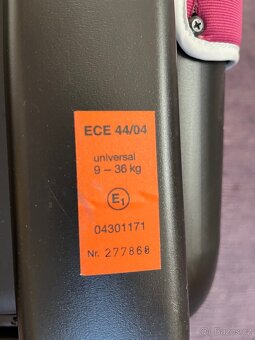 ECE 44/04
universal
9 – 36 kg
E1
04301171
Nr. 277868